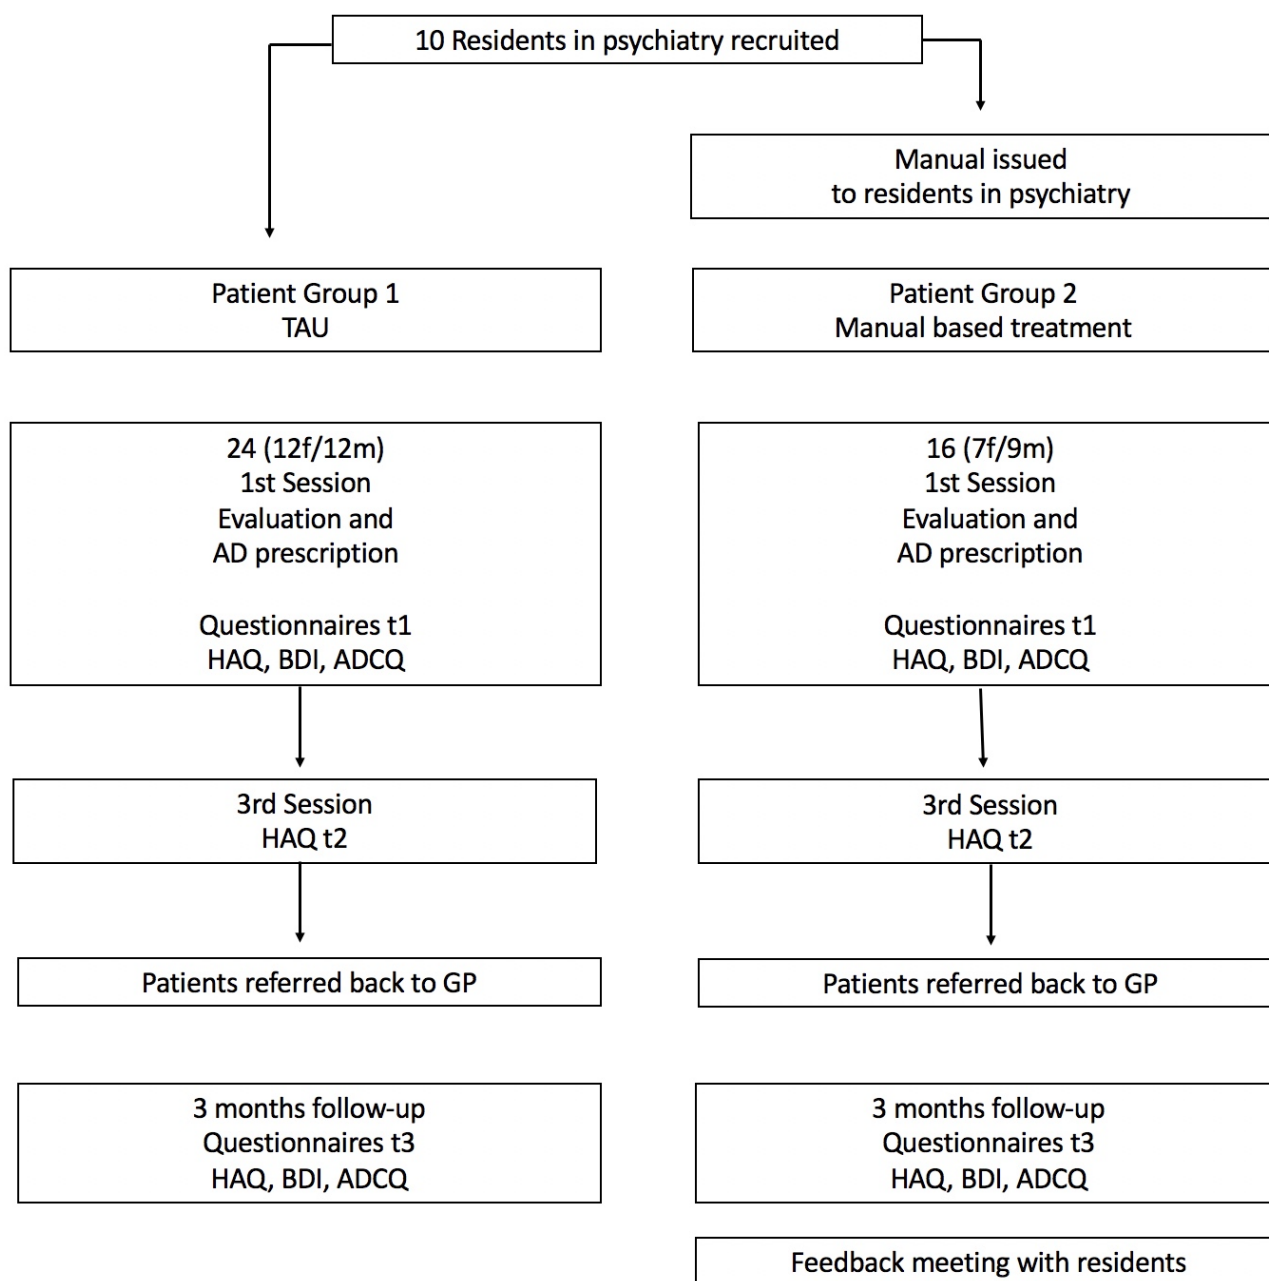 10 Residents in psychiatry recruited
Manual issued
to residents in psychiatry
Patient Group 1
TAU
Patient Group 2
Manual based treatment
24 (12f/12m)
1st Session
Evaluation and
AD prescription
Questionnaires t1
HAQ, BDI, ADCQ
16 (7f/9m)
1st Session
Evaluation and
AD prescription
Questionnaires t1
HAQ, BDI, ADCQ
3rd Session
HAQ t2
3rd Session
HAQ t2
Patients referred back to GP
Patients referred back to GP
3 months follow-up
Questionnaires t3
HAQ, BDI, ADCQ
3 months follow-up
Questionnaires t3
HAQ, BDI, ADCQ
Feedback meeting with residents